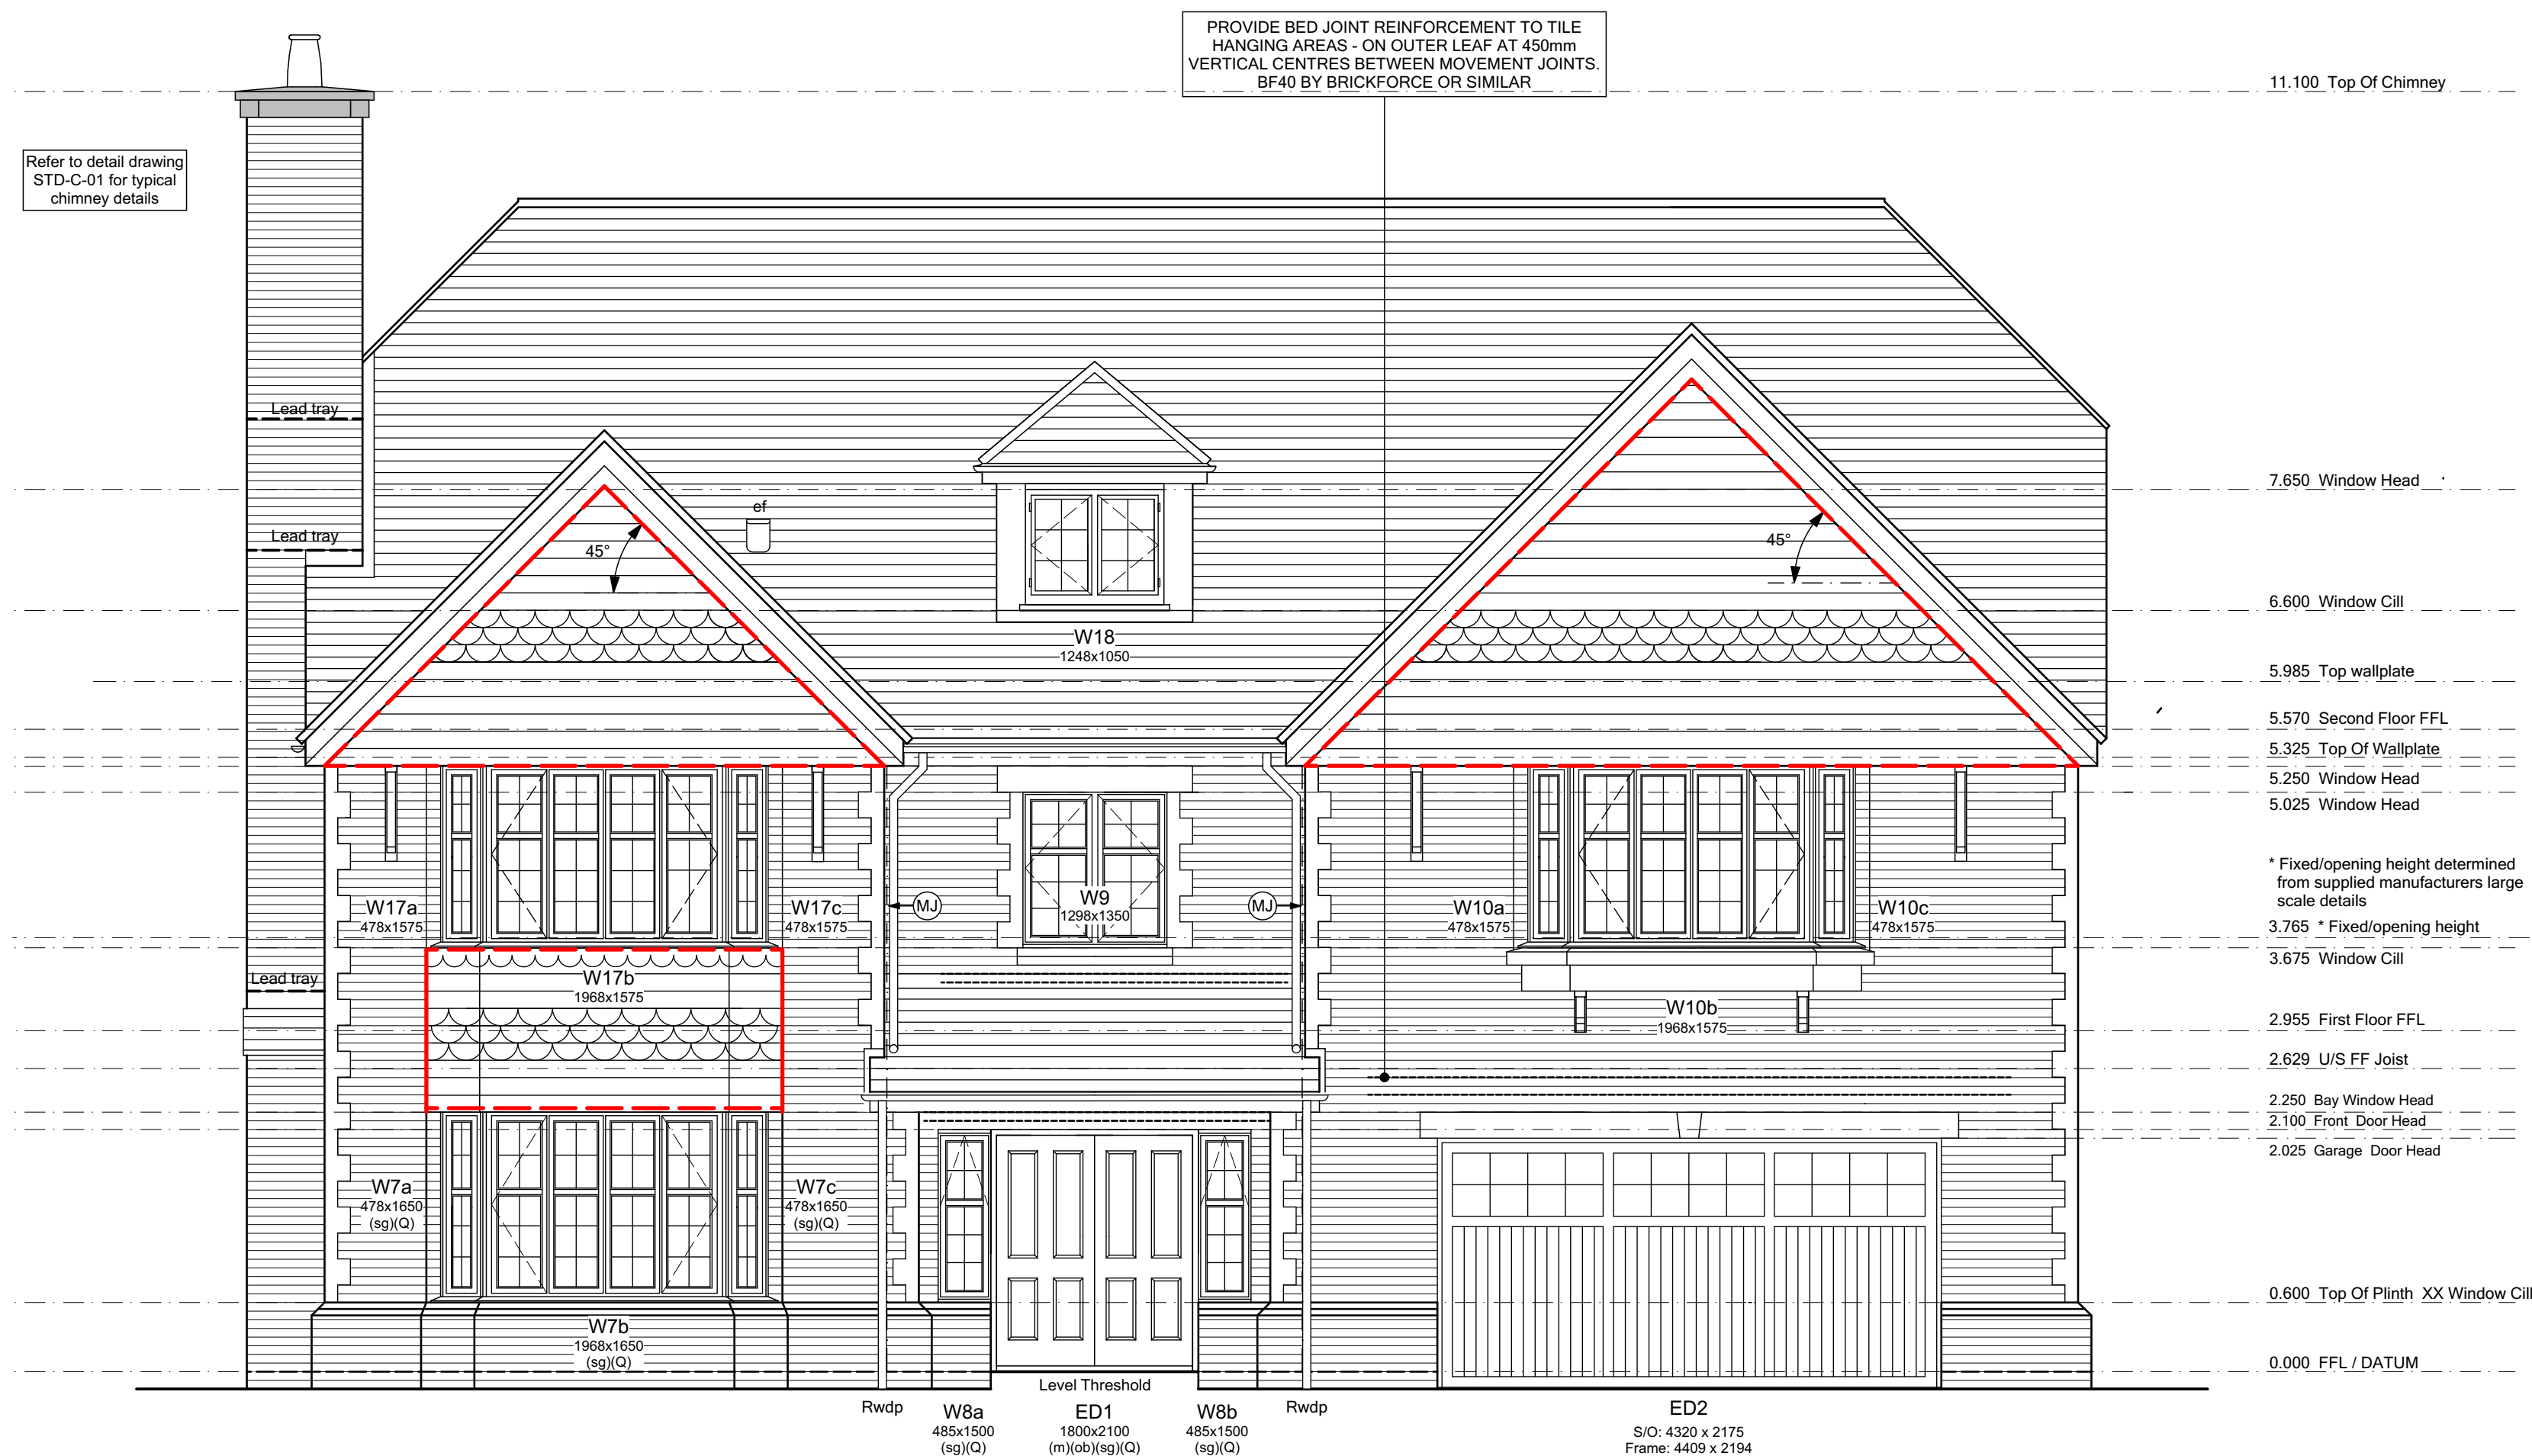 PROVIDE BED JOINT REINFORCEMENT TO TILE
HANGING AREAS - ON OUTER LEAF AT 450mm
VERTICAL CENTRES BETWEEN MOVEMENT JOINTS.
BF40 BY BRICKFORCE OR SIMILAR
11.100 Top Of Chimney
Refer to detail drawing
STD-C-01 for typical
chimney details
Lead tray
7.650 Window Head
ef
Lead tray
45°
45°
6.600 Window Cill
W18
1248x1050
5.985 Top wallplate
5.570 Second Floor FFL
5.325 Top Of Wallplate
5.250 Window Head
5.025 Window Head
* Fixed/opening height determined
from supplied manufacturers large
scale details
W17a
478x1575
W17c
478x1575
MJ
W9
1298x1350
MJ
W10a
478x1575
W10c
478x1575
3.765 * Fixed/opening height
3.675 Window Cill
Lead tray
W17b
1968x1575
W10b
1968x1575
2.955 First Floor FFL
2.629 U/S FF Joist
2.250 Bay Window Head
2.100 Front Door Head
2.025 Garage Door Head
W7a
478x1650
(sg)(Q)
W7c
478x1650
(sg)(Q)
0.600 Top Of Plinth XX Window Cill
W7b
1968x1650
(sg)(Q)
0.000 FFL / DATUM
Level Threshold
Rwdp
W8a
485x1500
(sg)(Q)
ED1
1800x2100
(m)(ob)(sg)(Q)
W8b
485x1500
(sg)(Q)
Rwdp
ED2
S/O: 4320 x 2175
Frame: 4409 x 2194